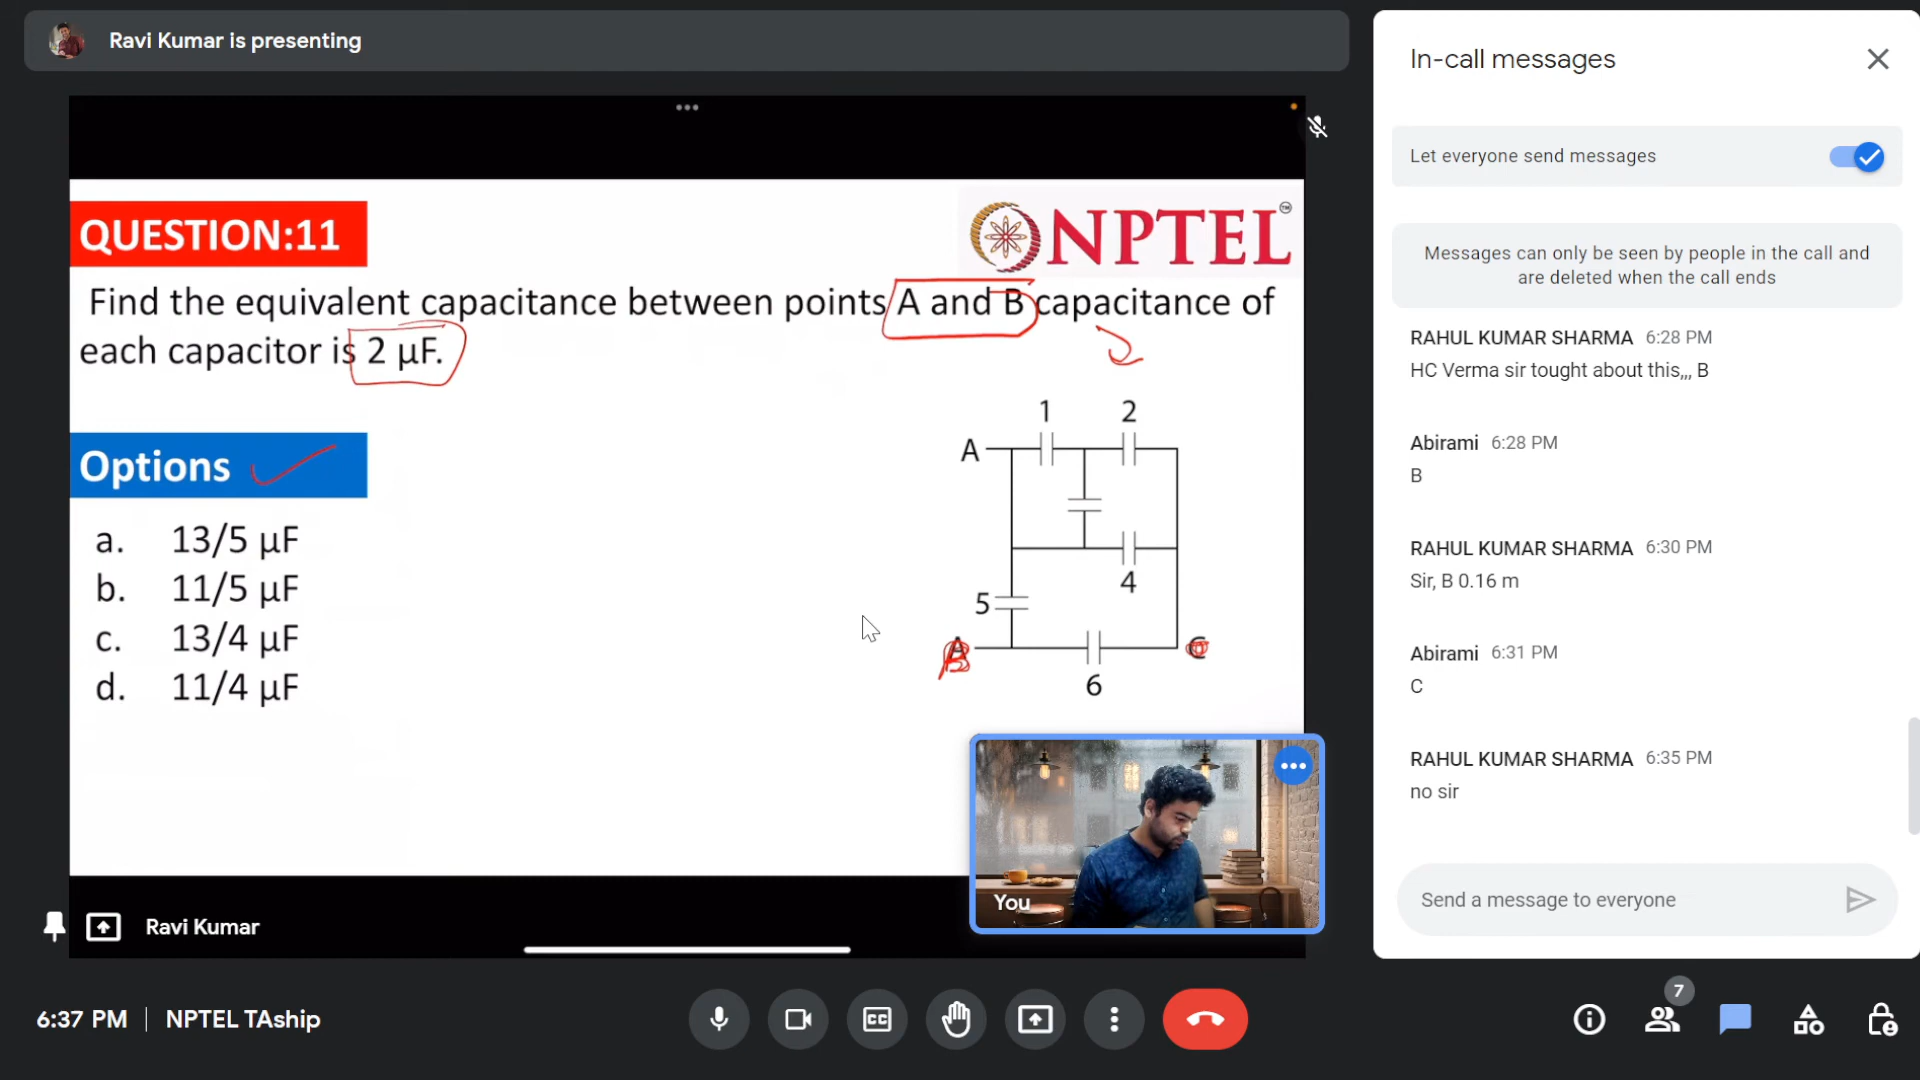 Ravi Kumar is presenting
QUESTION:11
NPTEL
TM
Find the equivalent capacitance between points A and B capacitance of
each capacitor is 2 µF.
Options
a. 13/5 µF
b. 11/5 µF
c. 13/4 µF
d. 11/4 µF
1 2
A
4
5
B
6
You
Ravi Kumar
6:37 PM | NPTEL TAship
CC
In-call messages
Let everyone send messages
Messages can only be seen by people in the call and
are deleted when the call ends
RAHUL KUMAR SHARMA 6:28 PM
HC Verma sir tought about this,,, B
Abirami 6:28 PM
B
RAHUL KUMAR SHARMA 6:30 PM
Sir, B 0.16 m
Abirami 6:31 PM
C
RAHUL KUMAR SHARMA 6:35 PM
no sir
Send a message to everyone
7